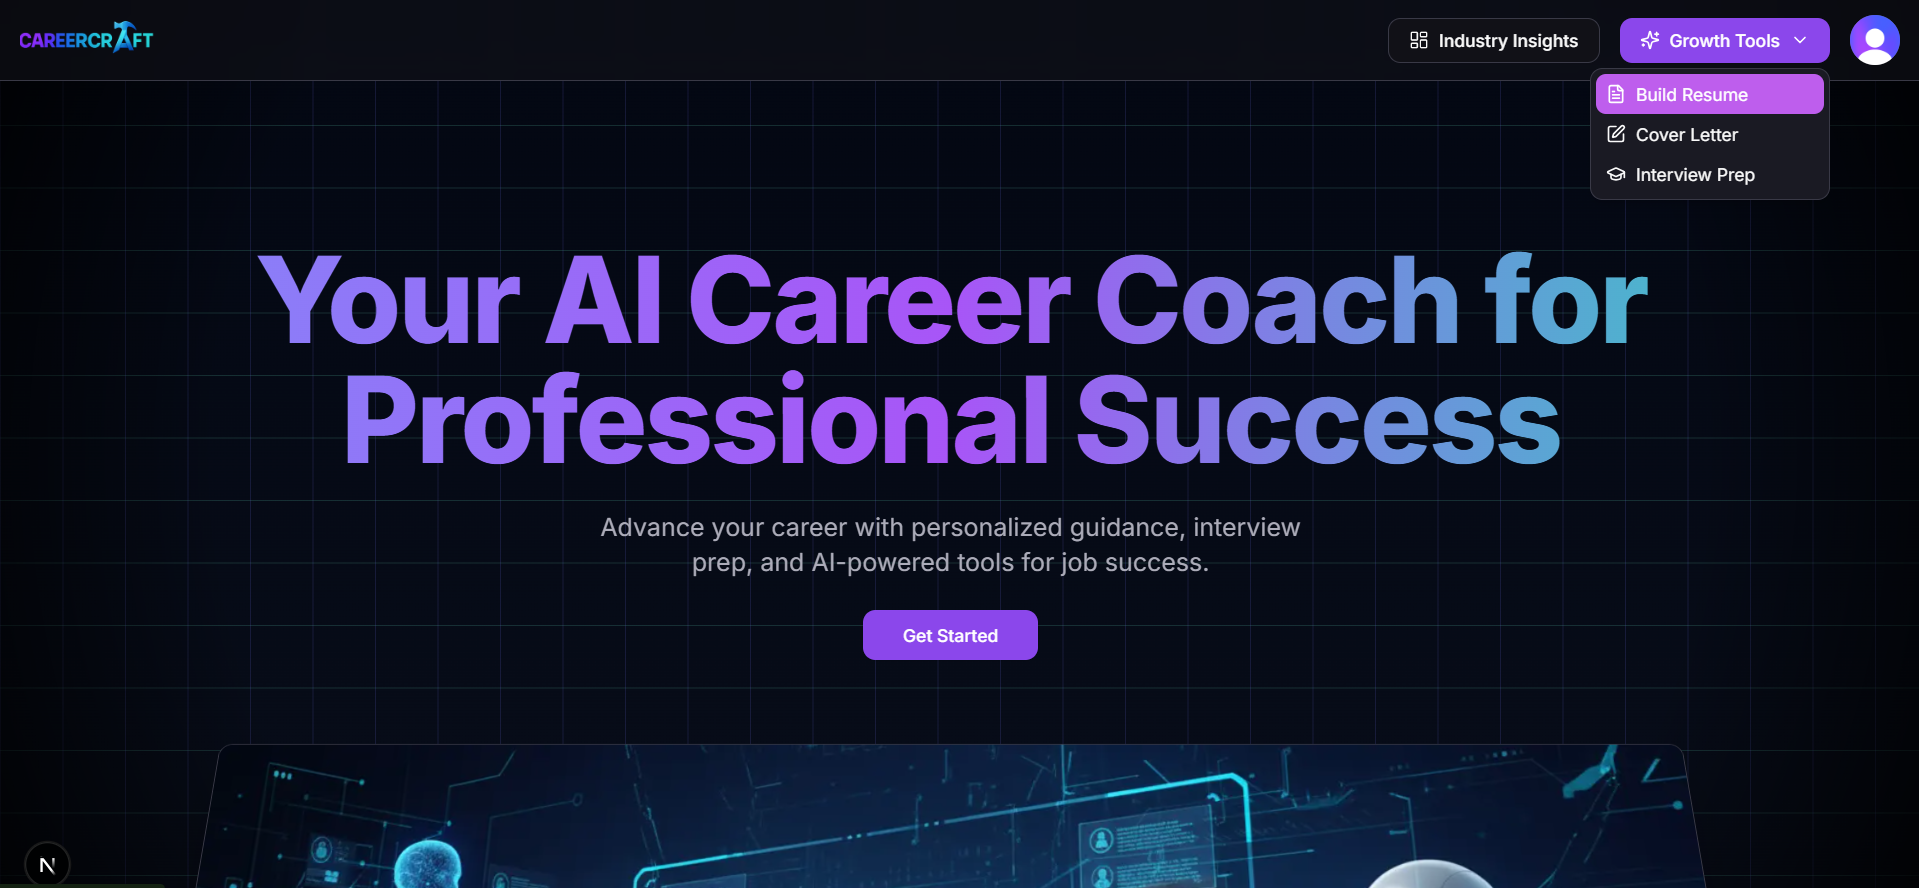 CAREERCRAFT
Industry Insights
Growth Tools
Build Resume
Cover Letter
Interview Prep
Your AI Career Coach for
Professional Success
Advance your career with personalized guidance, interview
prep, and AI-powered tools for job success.
Get Started
N